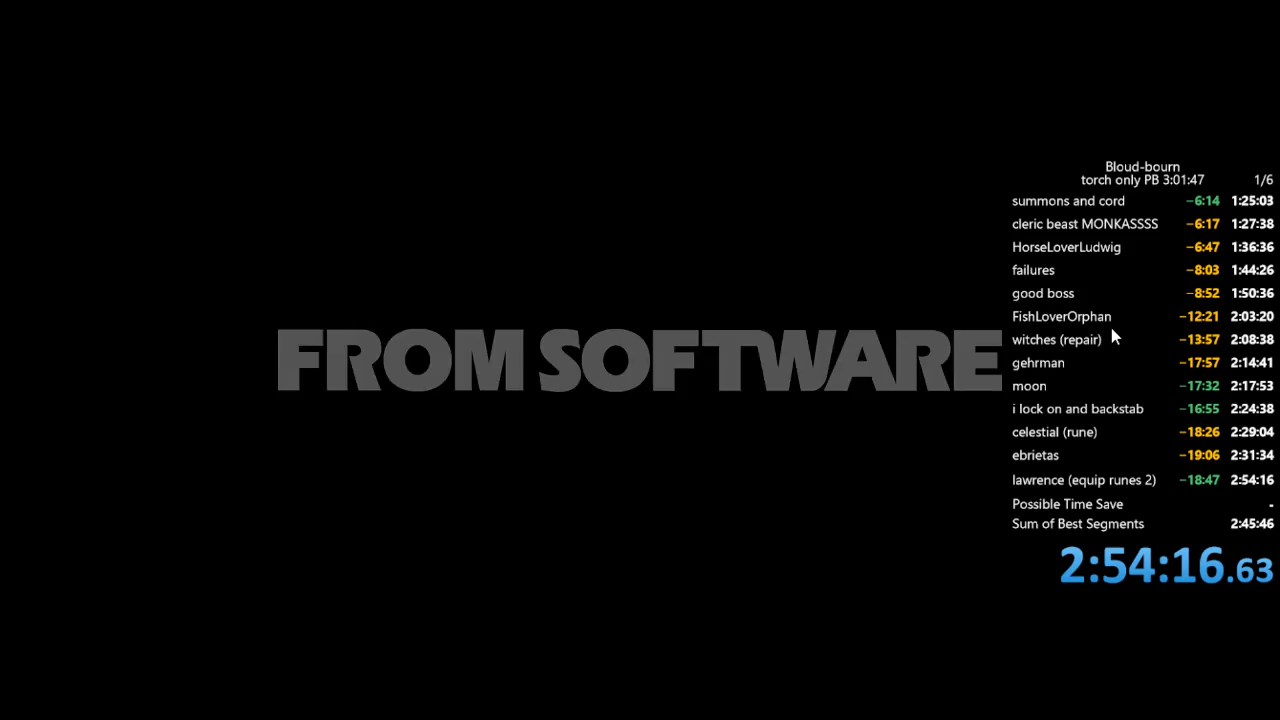 FROMSOFTWARE
Bloud-bourn
torch only PB 3:01:47 1/6
summons and cord −6:14 1:25:03
cleric beast MONKASSSS −6:17 1:27:38
HorseLoverLudwig −6:47 1:36:36
failures −8:03 1:44:26
good boss −8:52 1:50:36
FishLoverOrphan −12:21 2:03:20
witches (repair) −13:57 2:08:38
gehrman −17:57 2:14:41
moon −17:32 2:17:53
i lock on and backstab −16:55 2:24:38
celestial (rune) −18:26 2:29:04
ebrietas −19:06 2:31:34
lawrence (equip runes 2) −18:47 2:54:16
Possible Time Save -
Sum of Best Segments 2:45:46
2:54:16.63